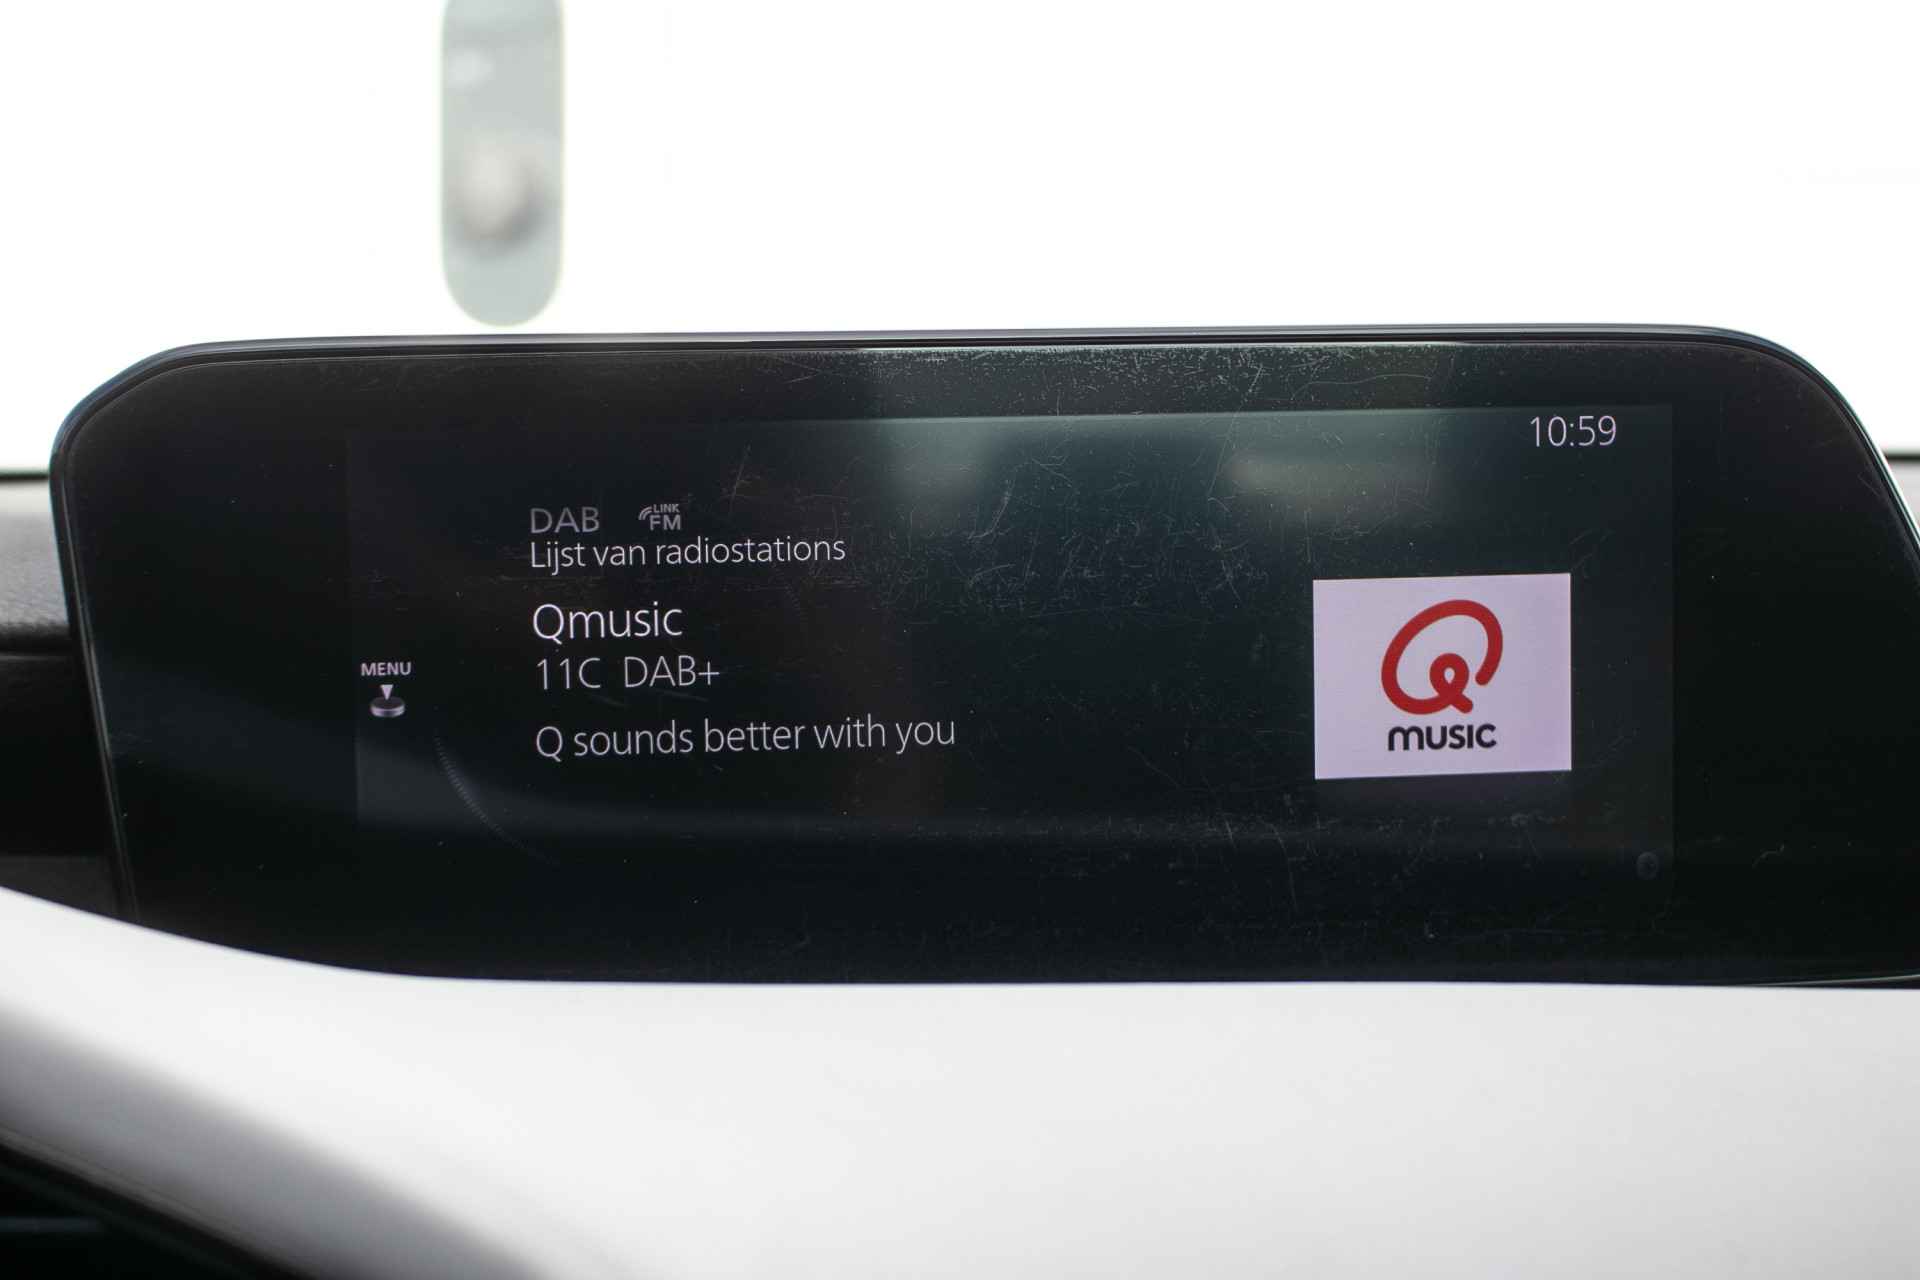 10:59
DAB LINK FM
Lijst van radiostations
Qmusic
11C DAB+
MENU
Q sounds better with you
Q
MUSIC